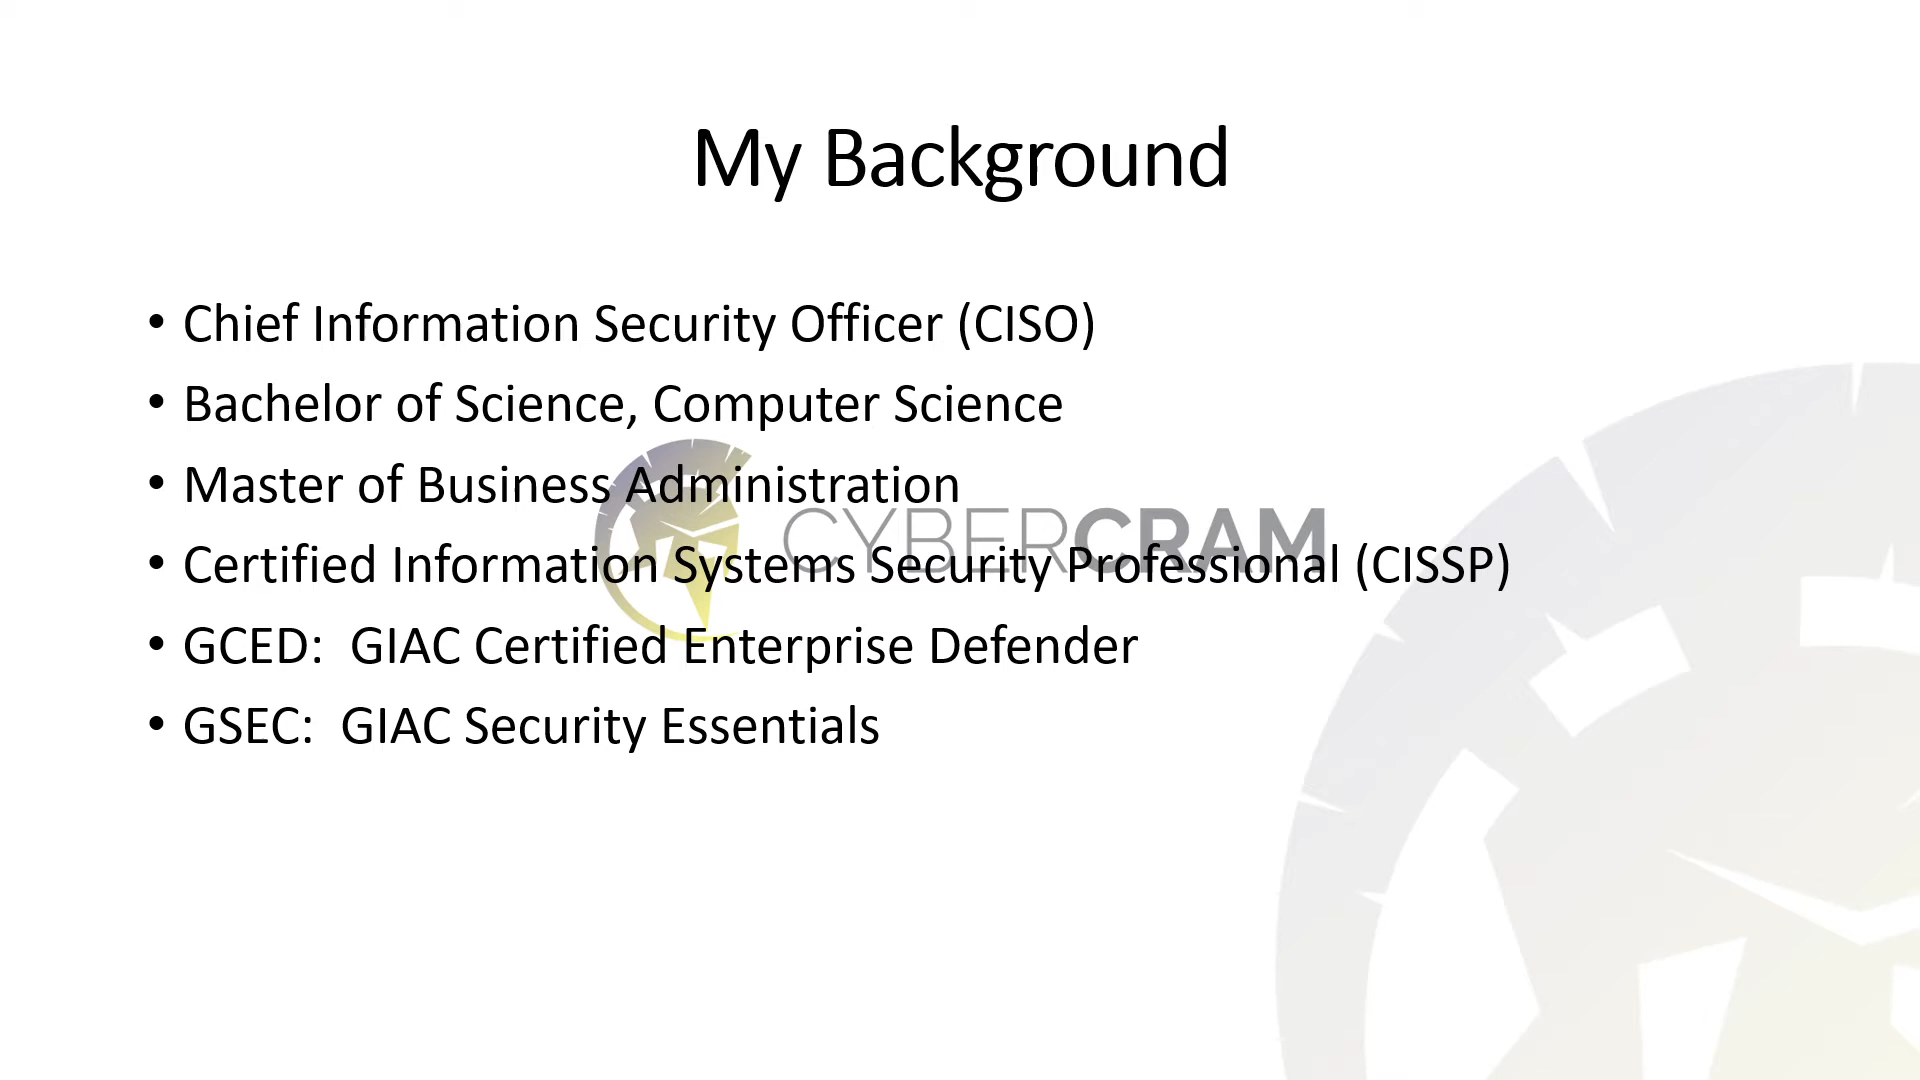 My Background
• Chief Information Security Officer (CISO)
• Bachelor of Science, Computer Science
• Master of Business Administration
CYBERCRAM
• Certified Information Systems Security Professional (CISSP)
• GCED:  GIAC Certified Enterprise Defender
• GSEC:  GIAC Security Essentials